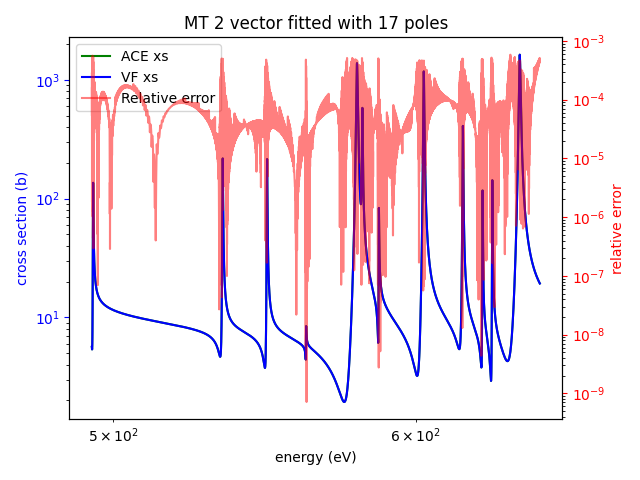 MT 2 vector fitted with 17 poles
ACE xs
VF xs
Relative error
cross section (b)
10³
10²
10¹
relative error
10⁻³
10⁻⁴
10⁻⁵
10⁻⁶
10⁻⁷
10⁻⁸
10⁻⁹
5 × 10²
6 × 10²
energy (eV)